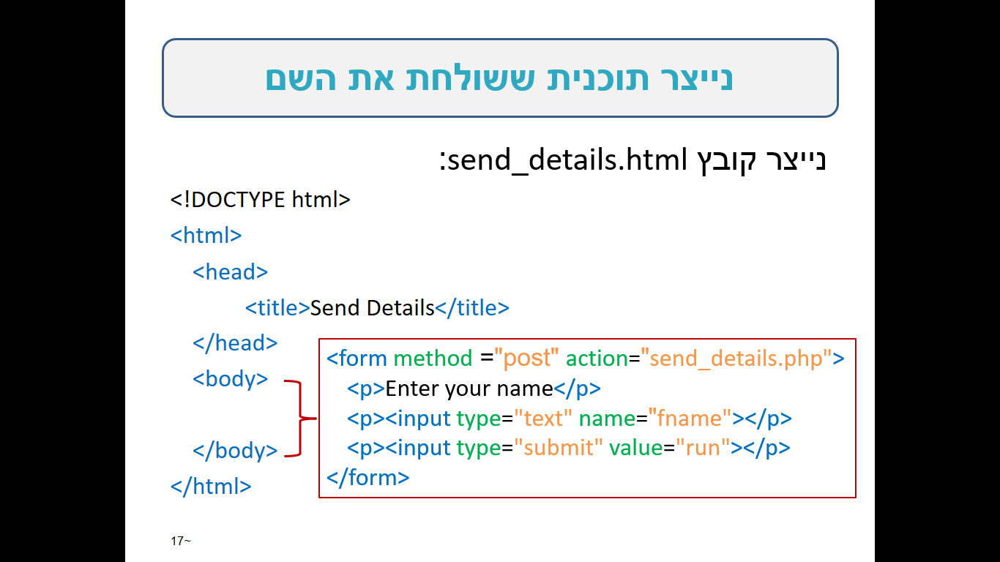 נייצר תוכנית ששולחת את השם
נייצר קובץ send_details.html:
<!DOCTYPE html>
<html>
<head>
<title>Send Details</title>
</head>
<body>
<form method ="post" action="send_details.php">
<p>Enter your name</p>
<p><input type="text" name="fname"></p>
<p><input type="submit" value="run"></p>
</form>
</body>
</html>
17~